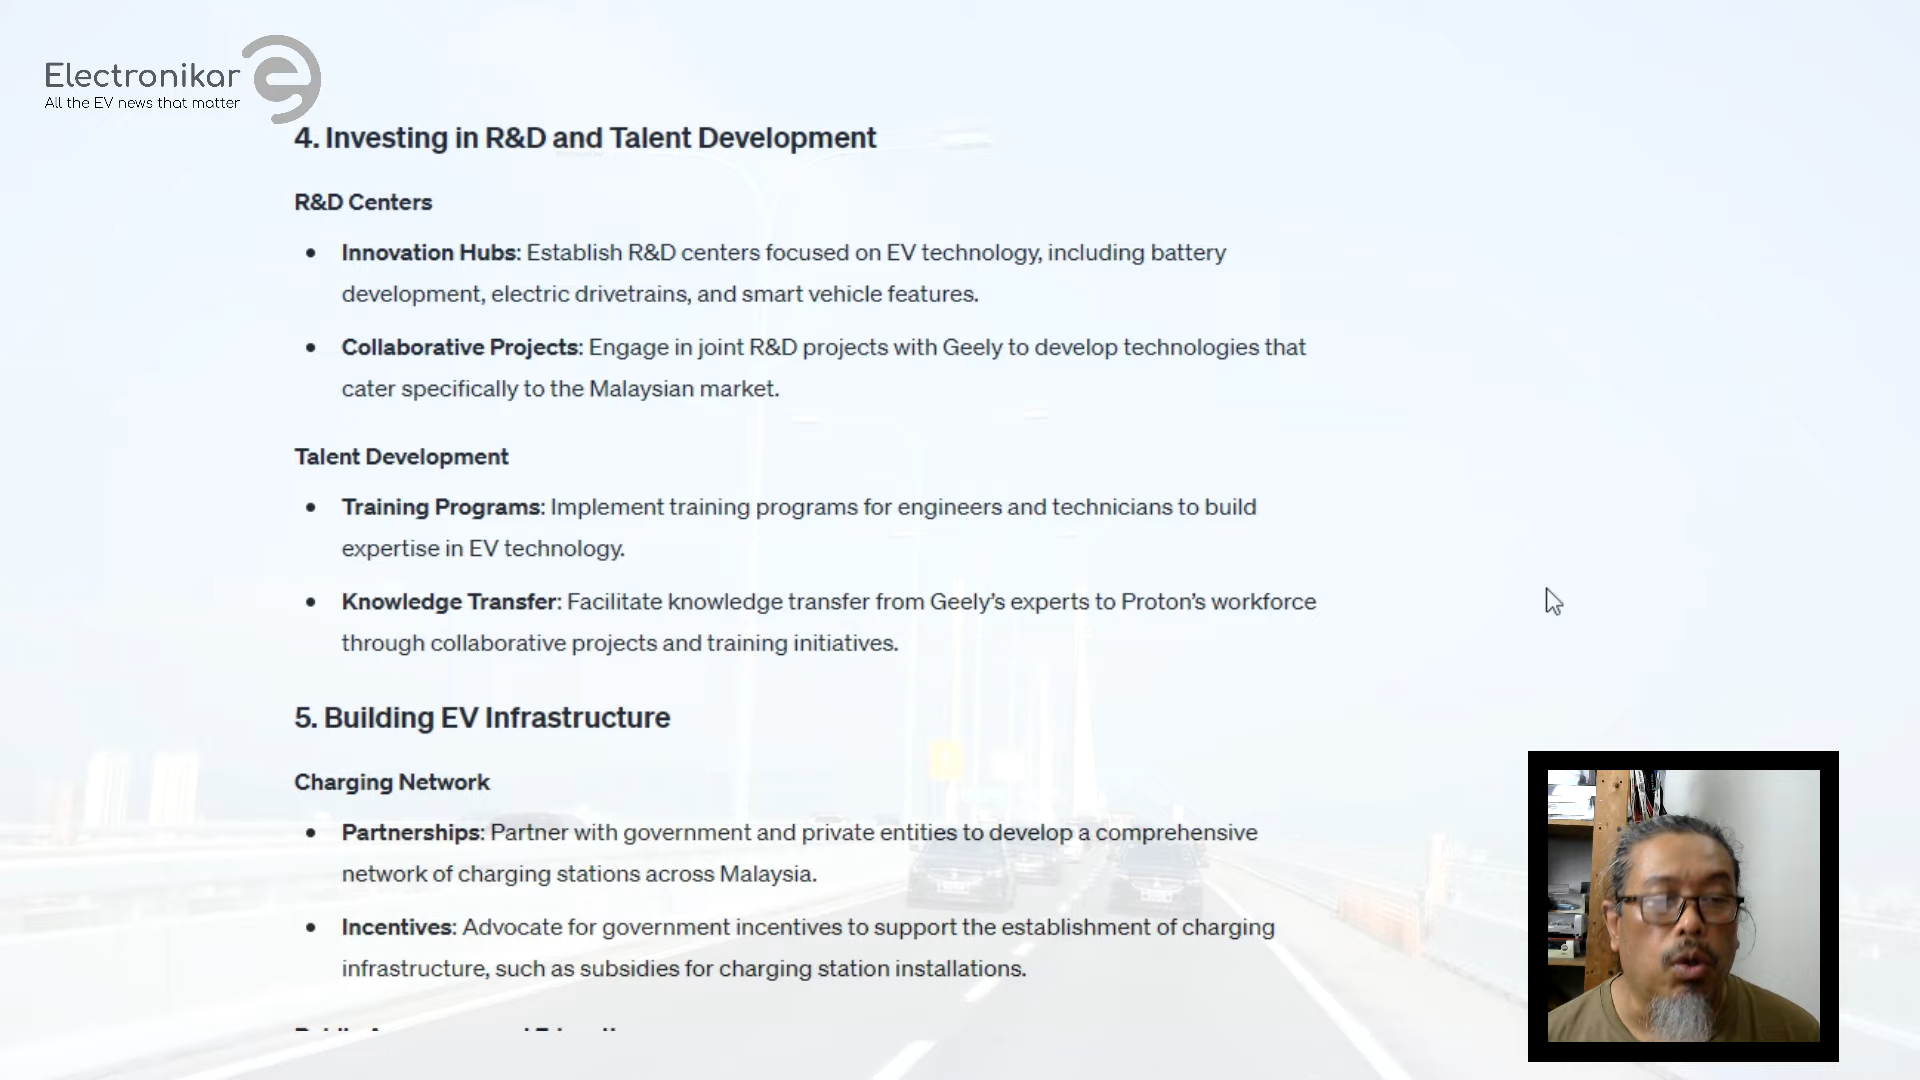 Electronikar
All the EV news that matter
4. Investing in R&D and Talent Development
R&D Centers
• Innovation Hubs: Establish R&D centers focused on EV technology, including battery
development, electric drivetrains, and smart vehicle features.
• Collaborative Projects: Engage in joint R&D projects with Geely to develop technologies that
cater specifically to the Malaysian market.
Talent Development
• Training Programs: Implement training programs for engineers and technicians to build
expertise in EV technology.
• Knowledge Transfer: Facilitate knowledge transfer from Geely’s experts to Proton’s workforce
through collaborative projects and training initiatives.
5. Building EV Infrastructure
Charging Network
• Partnerships: Partner with government and private entities to develop a comprehensive
network of charging stations across Malaysia.
• Incentives: Advocate for government incentives to support the establishment of charging
infrastructure, such as subsidies for charging station installations.